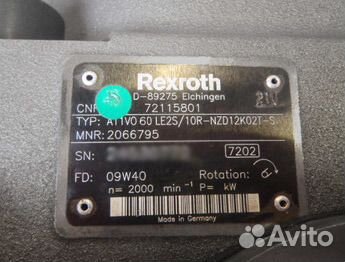 Rexroth
D-89275 Elchingen
CNR 72115801
TYP: A11VO 60 LE2S/10R-NZD12K02T-S
MNR: 2066795
SN: 7202
FD: 09W40 Rotation:
n= 2000 min⁻¹ P= kW
Made in Germany
Avito